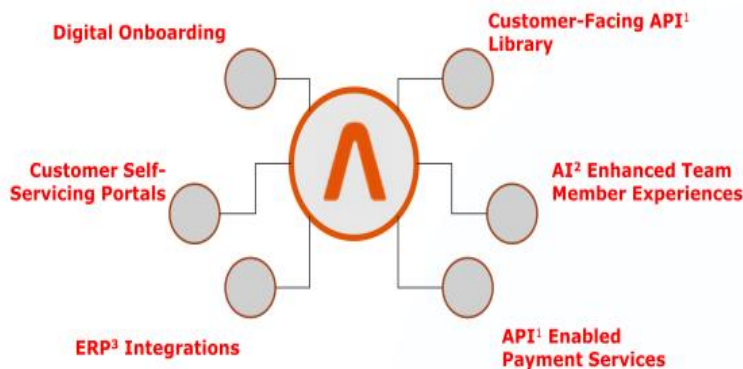 Digital Onboarding
Customer-Facing API¹
Library
Customer Self-
Servicing Portals
AI² Enhanced Team
Member Experiences
ERP³ Integrations
API¹ Enabled
Payment Services